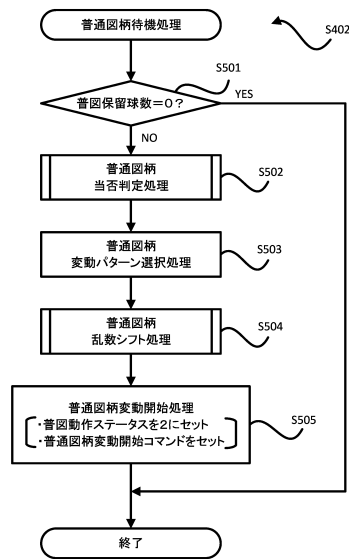 普通図柄待機処理
S402
S501
普図保留球数＝0？
YES
NO
普通図柄
当否判定処理
S502
普通図柄
変動パターン選択処理
S503
普通図柄
乱数シフト処理
S504
普通図柄変動開始処理
・普図動作ステータスを2にセット
・普通図柄変動開始コマンドをセット
S505
終了